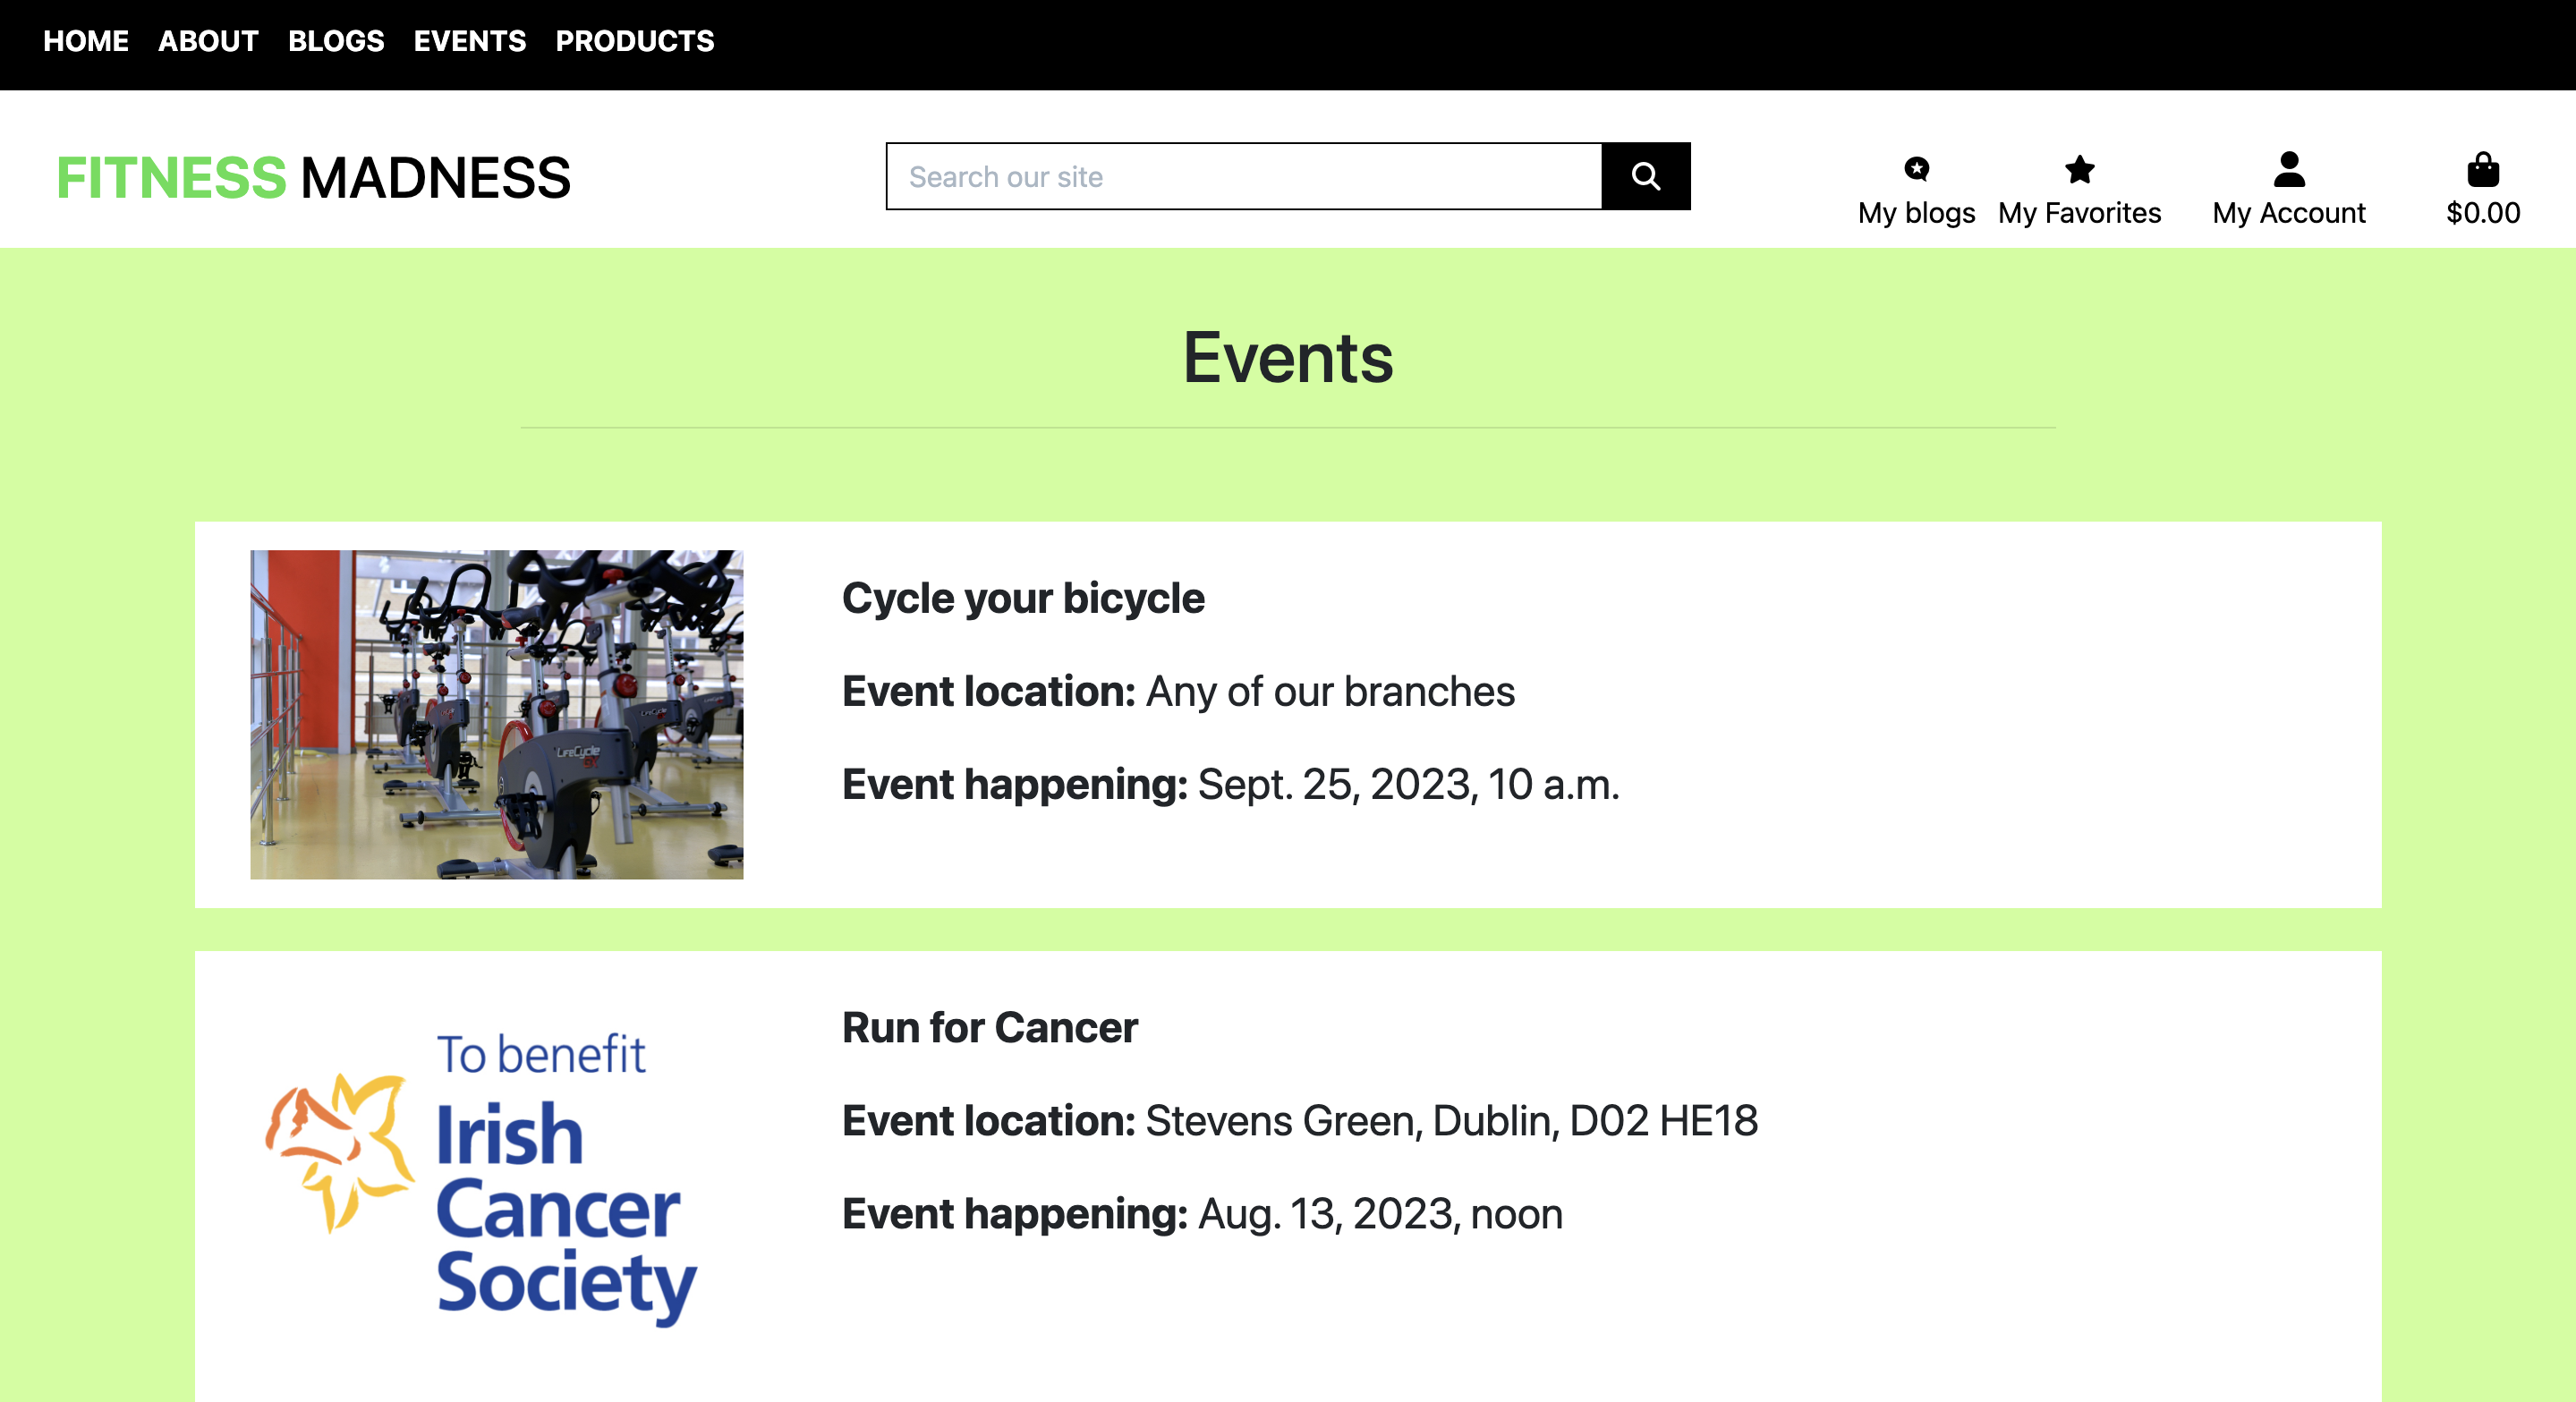 HOME ABOUT BLOGS EVENTS PRODUCTS
FITNESS MADNESS
Search our site
My blogs
My Favorites
My Account
$0.00
Events
Cycle your bicycle
Event location: Any of our branches
Event happening: Sept. 25, 2023, 10 a.m.
LifeCycle
GX
Run for Cancer
Event location: Stevens Green, Dublin, D02 HE18
Event happening: Aug. 13, 2023, noon
To benefit
Irish
Cancer
Society